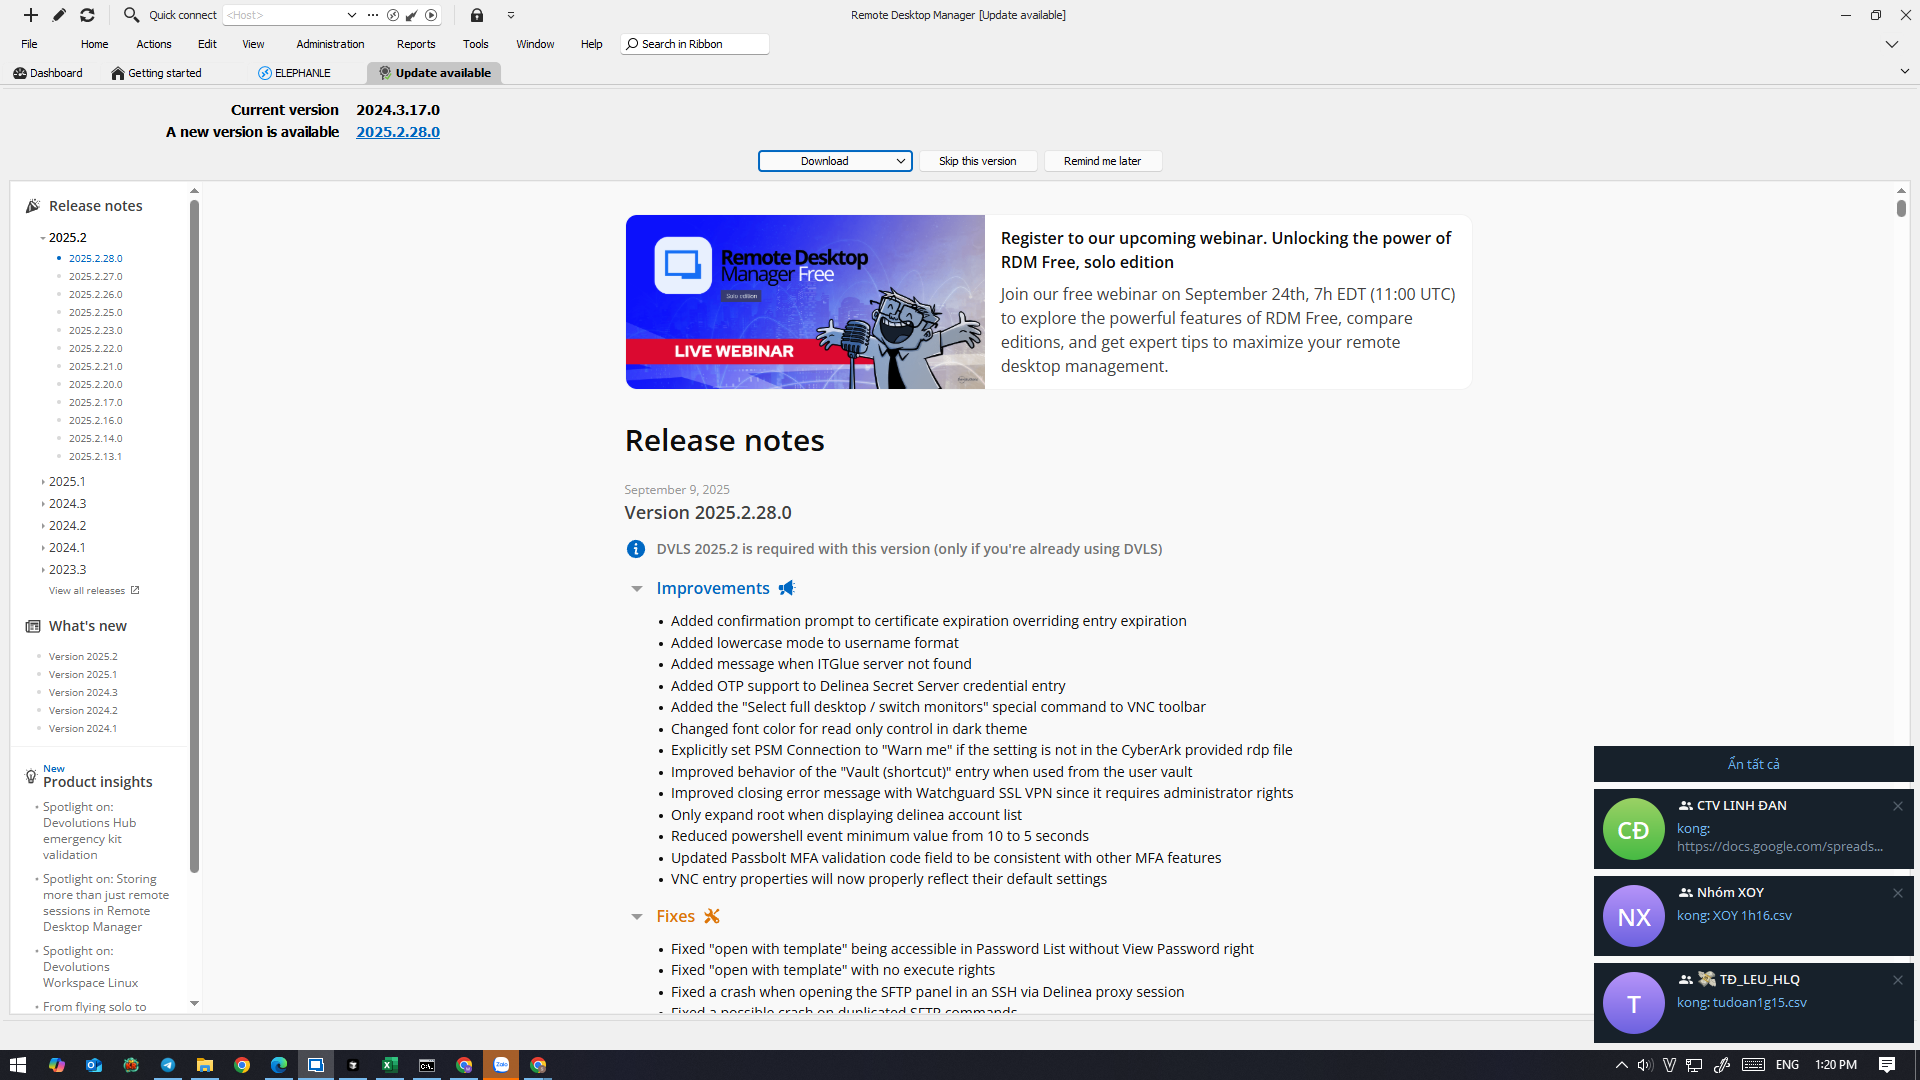 Quick connect <Host>
Remote Desktop Manager [Update available]
File Home Actions Edit View Administration Reports Tools Window Help Search in Ribbon
Dashboard Getting started ELEPHANLE Update available
Current version 2024.3.17.0
A new version is available 2025.2.28.0
Download Skip this version Remind me later
Release notes
2025.2
2025.2.28.0
2025.2.27.0
2025.2.26.0
2025.2.25.0
2025.2.23.0
2025.2.22.0
2025.2.21.0
2025.2.20.0
2025.2.17.0
2025.2.16.0
2025.2.14.0
2025.2.13.1
2025.1
2024.3
2024.2
2024.1
2023.3
View all releases
What's new
Version 2025.2
Version 2025.1
Version 2024.3
Version 2024.2
Version 2024.1
New
Product insights
Spotlight on:
Devolutions Hub
emergency kit
validation
Spotlight on: Storing
more than just remote
sessions in Remote
Desktop Manager
Spotlight on:
Devolutions
Workspace Linux
From flying solo to
Remote Desktop
Manager Free
Solo edition
LIVE WEBINAR
Register to our upcoming webinar. Unlocking the power of
RDM Free, solo edition
Join our free webinar on September 24th, 7h EDT (11:00 UTC)
to explore the powerful features of RDM Free, compare
editions, and get expert tips to maximize your remote
desktop management.
Release notes
September 9, 2025
Version 2025.2.28.0
DVLS 2025.2 is required with this version (only if you're already using DVLS)
Improvements
• Added confirmation prompt to certificate expiration overriding entry expiration
• Added lowercase mode to username format
• Added message when ITGlue server not found
• Added OTP support to Delinea Secret Server credential entry
• Added the "Select full desktop / switch monitors" special command to VNC toolbar
• Changed font color for read only control in dark theme
• Explicitly set PSM Connection to "Warn me" if the setting is not in the CyberArk provided rdp file
• Improved behavior of the "Vault (shortcut)" entry when used from the user vault
• Improved closing error message with Watchguard SSL VPN since it requires administrator rights
• Only expand root when displaying delinea account list
• Reduced powershell event minimum value from 10 to 5 seconds
• Updated Passbolt MFA validation code field to be consistent with other MFA features
• VNC entry properties will now properly reflect their default settings
Fixes
• Fixed "open with template" being accessible in Password List without View Password right
• Fixed "open with template" with no execute rights
• Fixed a crash when opening the SFTP panel in an SSH via Delinea proxy session
• Fixed a possible crash on duplicated SFTP commands
Ẩn tất cả
CĐ
CTV LINH ĐAN
kong:
https://docs.google.com/spreads...
NX
Nhóm XOY
kong: XOY 1h16.csv
T
TĐ_LEU_HLQ
kong: tudoan1g15.csv
Zalo
ENG 1:20 PM